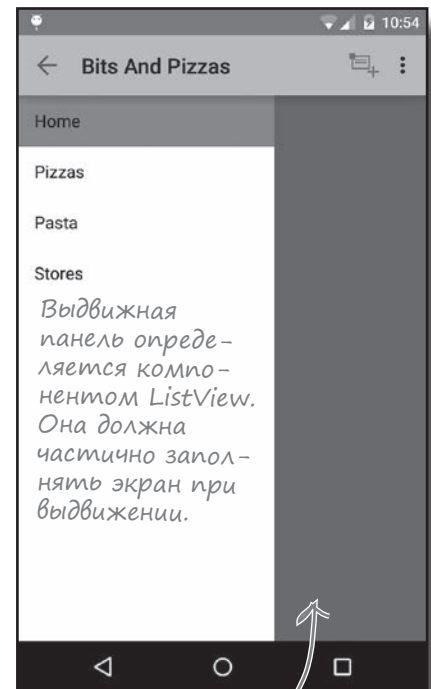 10:54
Bits And Pizzas
Home
Pizzas
Pasta
Stores
Выдвижная
панель опреде-
ляется компо-
нентом ListView.
Она должна
частично запол-
нять экран при
выдвижении.